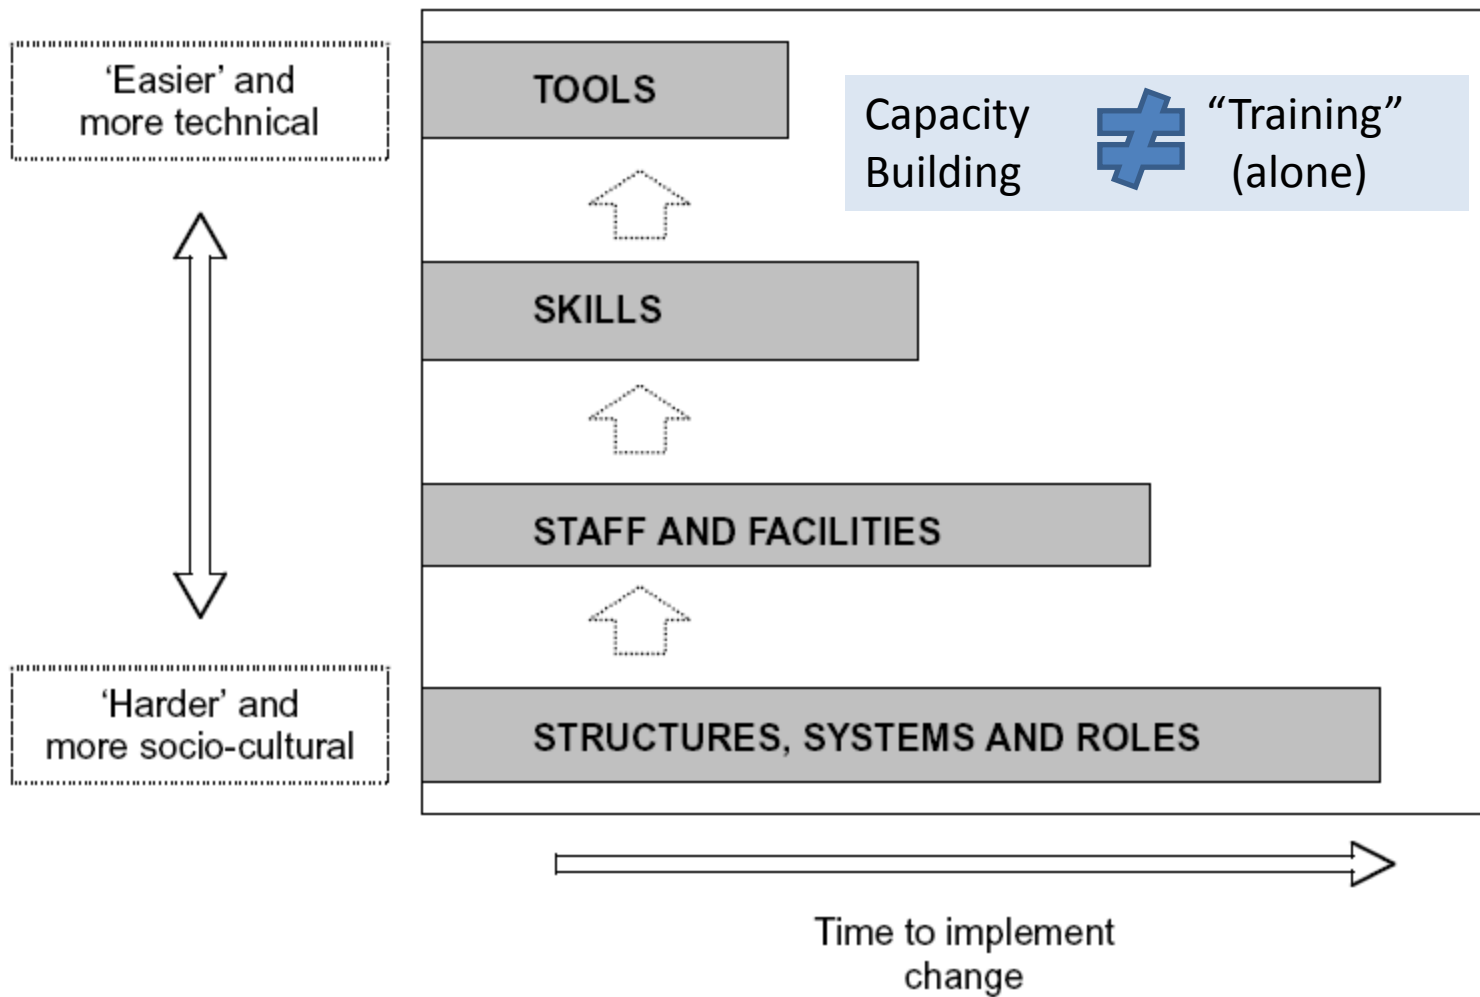 ‘Easier’ and
more technical
TOOLS
Capacity
Building
≠
“Training”
(alone)
SKILLS
STAFF AND FACILITIES
‘Harder’ and
more socio-cultural
STRUCTURES, SYSTEMS AND ROLES
Time to implement
change